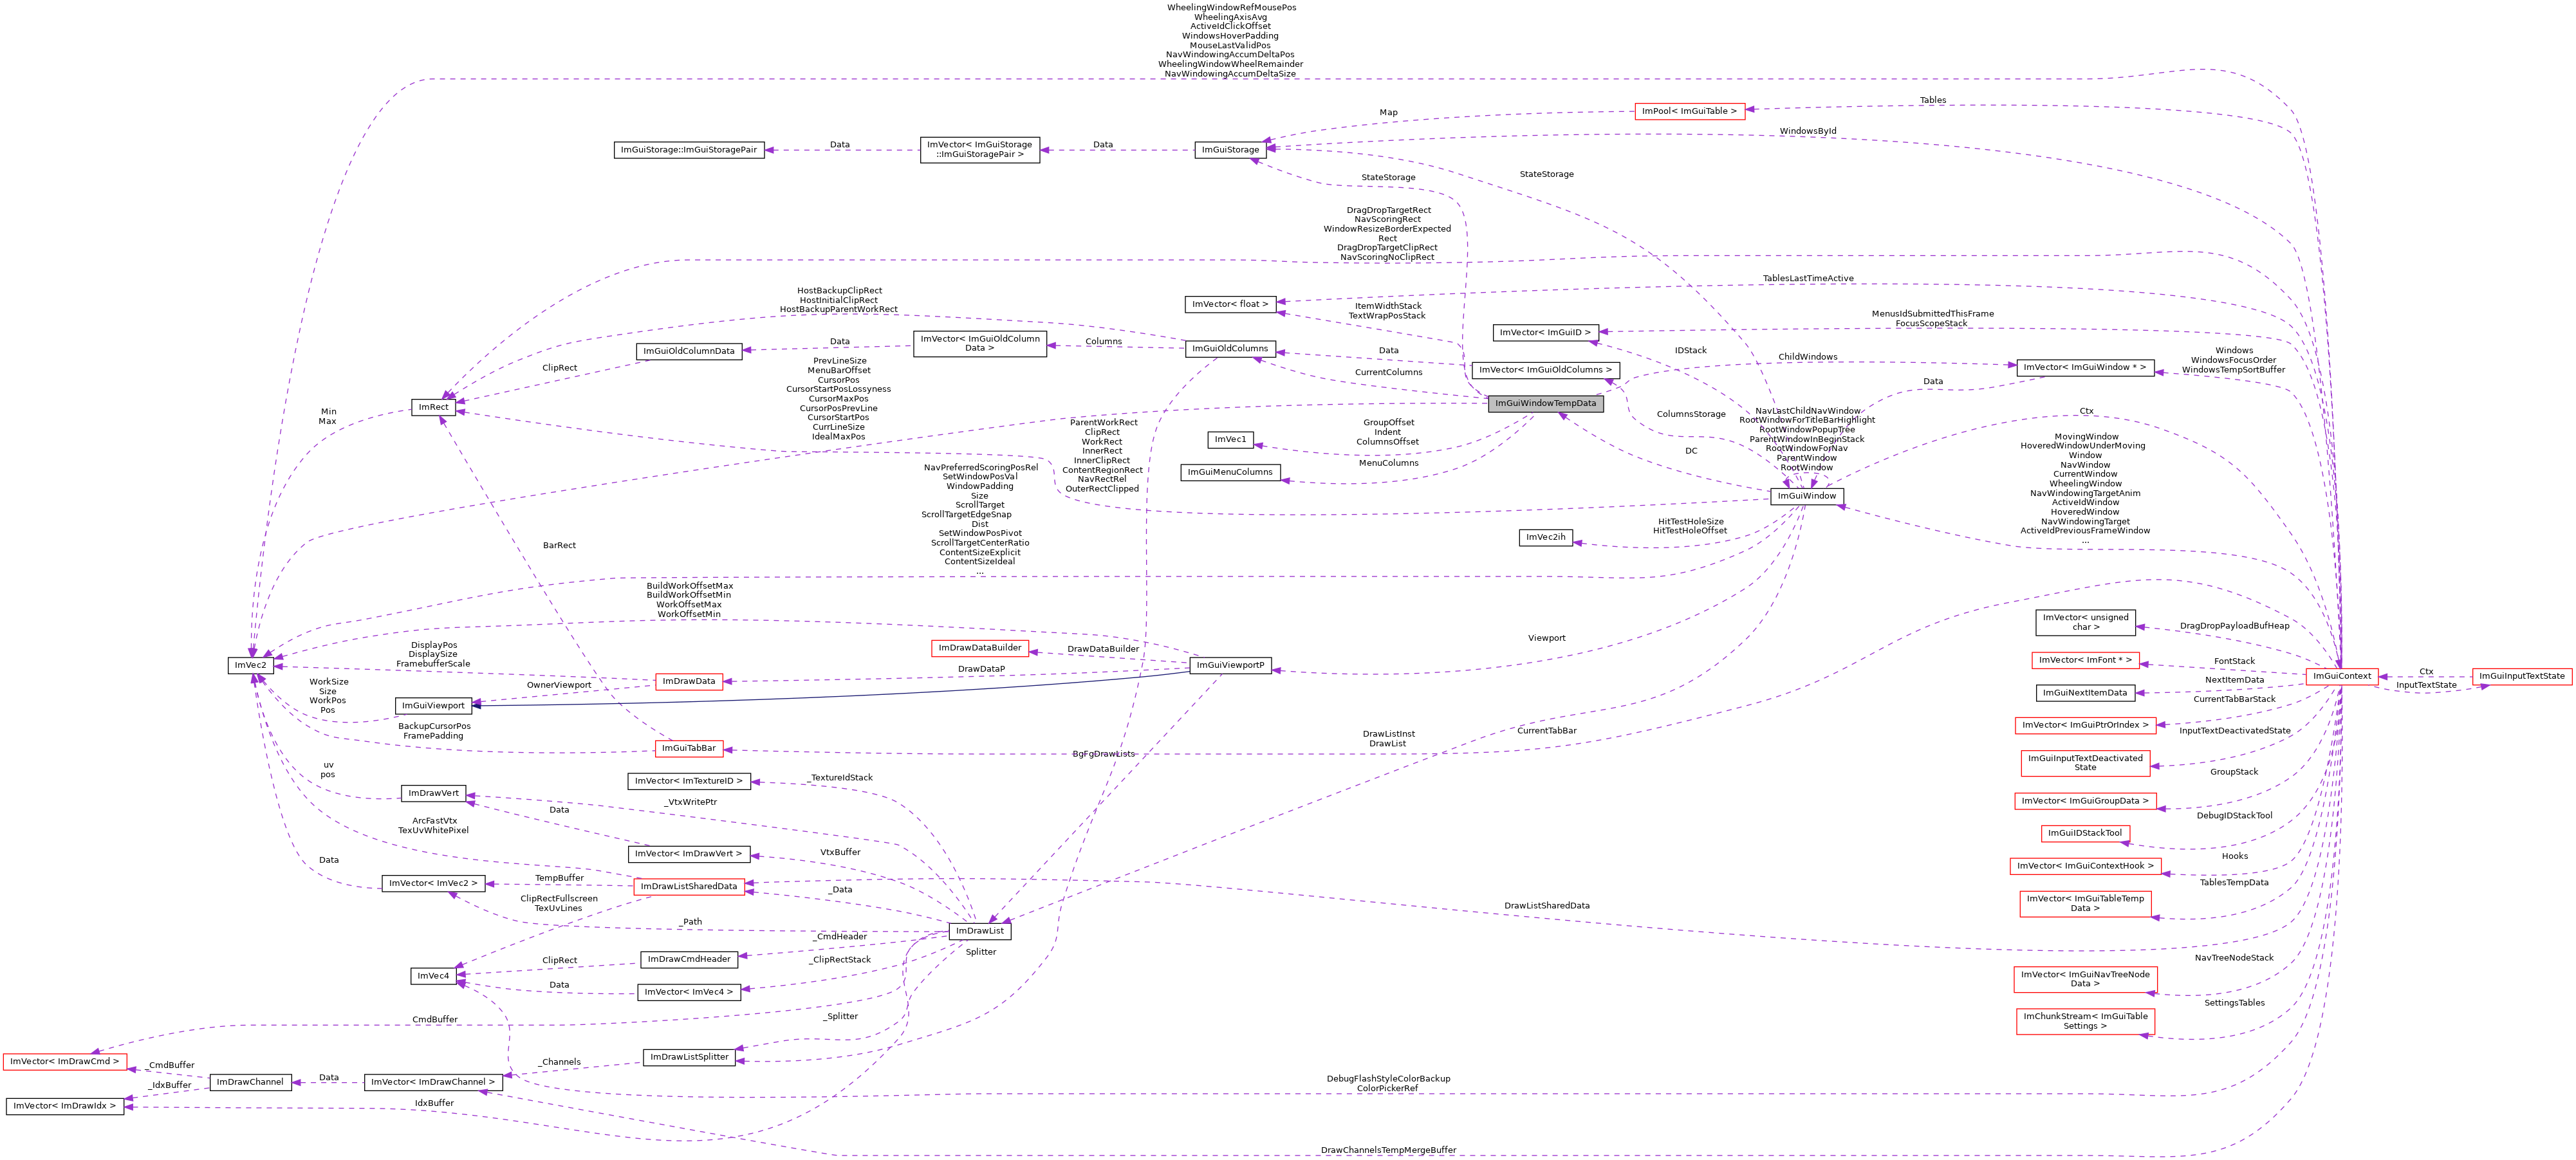 WheelingWindowRefMousePos
WheelingAxisAvg
ActiveIdClickOffset
WindowsHoverPadding
MouseLastValidPos
NavWindowingAccumDeltaPos
WheelingWindowWheelRemainder
NavWindowingAccumDeltaSize
Tables
ImPool< ImGuiTable >
Map
WindowsById
ImGuiStorage::ImGuiStoragePair
Data
ImVector< ImGuiStorage
::ImGuiStoragePair >
Data
ImGuiStorage
StateStorage
StateStorage
DragDropTargetRect
NavScoringRect
WindowResizeBorderExpected
Rect
DragDropTargetClipRect
NavScoringNoClipRect
TablesLastTimeActive
HostBackupClipRect
HostInitialClipRect
HostBackupParentWorkRect
ImVector< float >
ItemWidthStack
TextWrapPosStack
MenusIdSubmittedThisFrame
FocusScopeStack
ImVector< ImGuiID >
ImGuiOldColumnData
Data
ImVector< ImGuiOldColumn
Data >
Columns
ImGuiOldColumns
Data
IDStack
ChildWindows
Windows
WindowsFocusOrder
WindowsTempSortBuffer
ClipRect
PrevLineSize
MenuBarOffset
CursorPos
CursorStartPosLossyness
CursorMaxPos
CursorPosPrevLine
CursorStartPos
CurrLineSize
IdealMaxPos
CurrentColumns
ImVector< ImGuiOldColumns >
ImVector< ImGuiWindow * >
Data
ImRect
Min
Max
ImGuiWindowTempData
ColumnsStorage
NavLastChildNavWindow
RootWindowForTitleBarHighlight
RootWindowPopupTree
ParentWindowInBeginStack
RootWindowForNav
ParentWindow
RootWindow
Ctx
ParentWorkRect
ClipRect
WorkRect
InnerRect
InnerClipRect
ContentRegionRect
NavRectRel
OuterRectClipped
ImVec1
GroupOffset
Indent
ColumnsOffset
ImGuiMenuColumns
MenuColumns
DC
MovingWindow
HoveredWindowUnderMoving
Window
NavWindow
CurrentWindow
WheelingWindow
NavWindowingTargetAnim
ActiveIdWindow
HoveredWindow
NavWindowingTarget
ActiveIdPreviousFrameWindow
...
NavPreferredScoringPosRel
SetWindowPosVal
WindowPadding
Size
ScrollTarget
ScrollTargetEdgeSnap
Dist
SetWindowPosPivot
ScrollTargetCenterRatio
ContentSizeExplicit
ContentSizeIdeal
...
ImGuiWindow
BarRect
ImVec2ih
HitTestHoleSize
HitTestHoleOffset
BuildWorkOffsetMax
BuildWorkOffsetMin
WorkOffsetMax
WorkOffsetMin
ImVector< unsigned
char >
DragDropPayloadBufHeap
DisplayPos
DisplaySize
FramebufferScale
ImDrawDataBuilder
DrawDataBuilder
Viewport
ImVec2
DrawDataP
ImGuiViewportP
ImVector< ImFont * >
FontStack
ImGuiContext
Ctx
ImGuiInputTextState
InputTextState
WorkSize
Size
WorkPos
Pos
OwnerViewport
ImDrawData
ImGuiNextItemData
NextItemData
ImGuiViewport
CurrentTabBarStack
BackupCursorPos
FramePadding
ImVector< ImGuiPtrOrIndex >
InputTextDeactivatedState
ImGuiTabBar
BgFgDrawLists
DrawListInst
DrawList
CurrentTabBar
ImGuiInputTextDeactivated
State
uv
pos
ImVector< ImTextureID >
_TextureIdStack
GroupStack
ImDrawVert
_VtxWritePtr
Data
ImVector< ImGuiGroupData >
DebugIDStackTool
ArcFastVtx
TexUvWhitePixel
ImGuiIDStackTool
ImVector< ImDrawVert >
VtxBuffer
Hooks
Data
ImVector< ImGuiContextHook >
ImVector< ImVec2 >
TempBuffer
ImDrawListSharedData
_Data
TablesTempData
ClipRectFullscreen
TexUvLines
DrawListSharedData
ImVector< ImGuiTableTemp
Data >
_Path
ImDrawList
_CmdHeader
Splitter
ImDrawCmdHeader
ClipRect
_ClipRectStack
NavTreeNodeStack
ImVec4
ImVector< ImGuiNavTreeNode
Data >
Data
ImVector< ImVec4 >
SettingsTables
CmdBuffer
_Splitter
ImChunkStream< ImGuiTable
Settings >
ImVector< ImDrawCmd >
_CmdBuffer
_Channels
ImDrawListSplitter
_IdxBuffer
ImDrawChannel
Data
ImVector< ImDrawChannel >
DebugFlashStyleColorBackup
ColorPickerRef
ImVector< ImDrawIdx >
IdxBuffer
DrawChannelsTempMergeBuffer